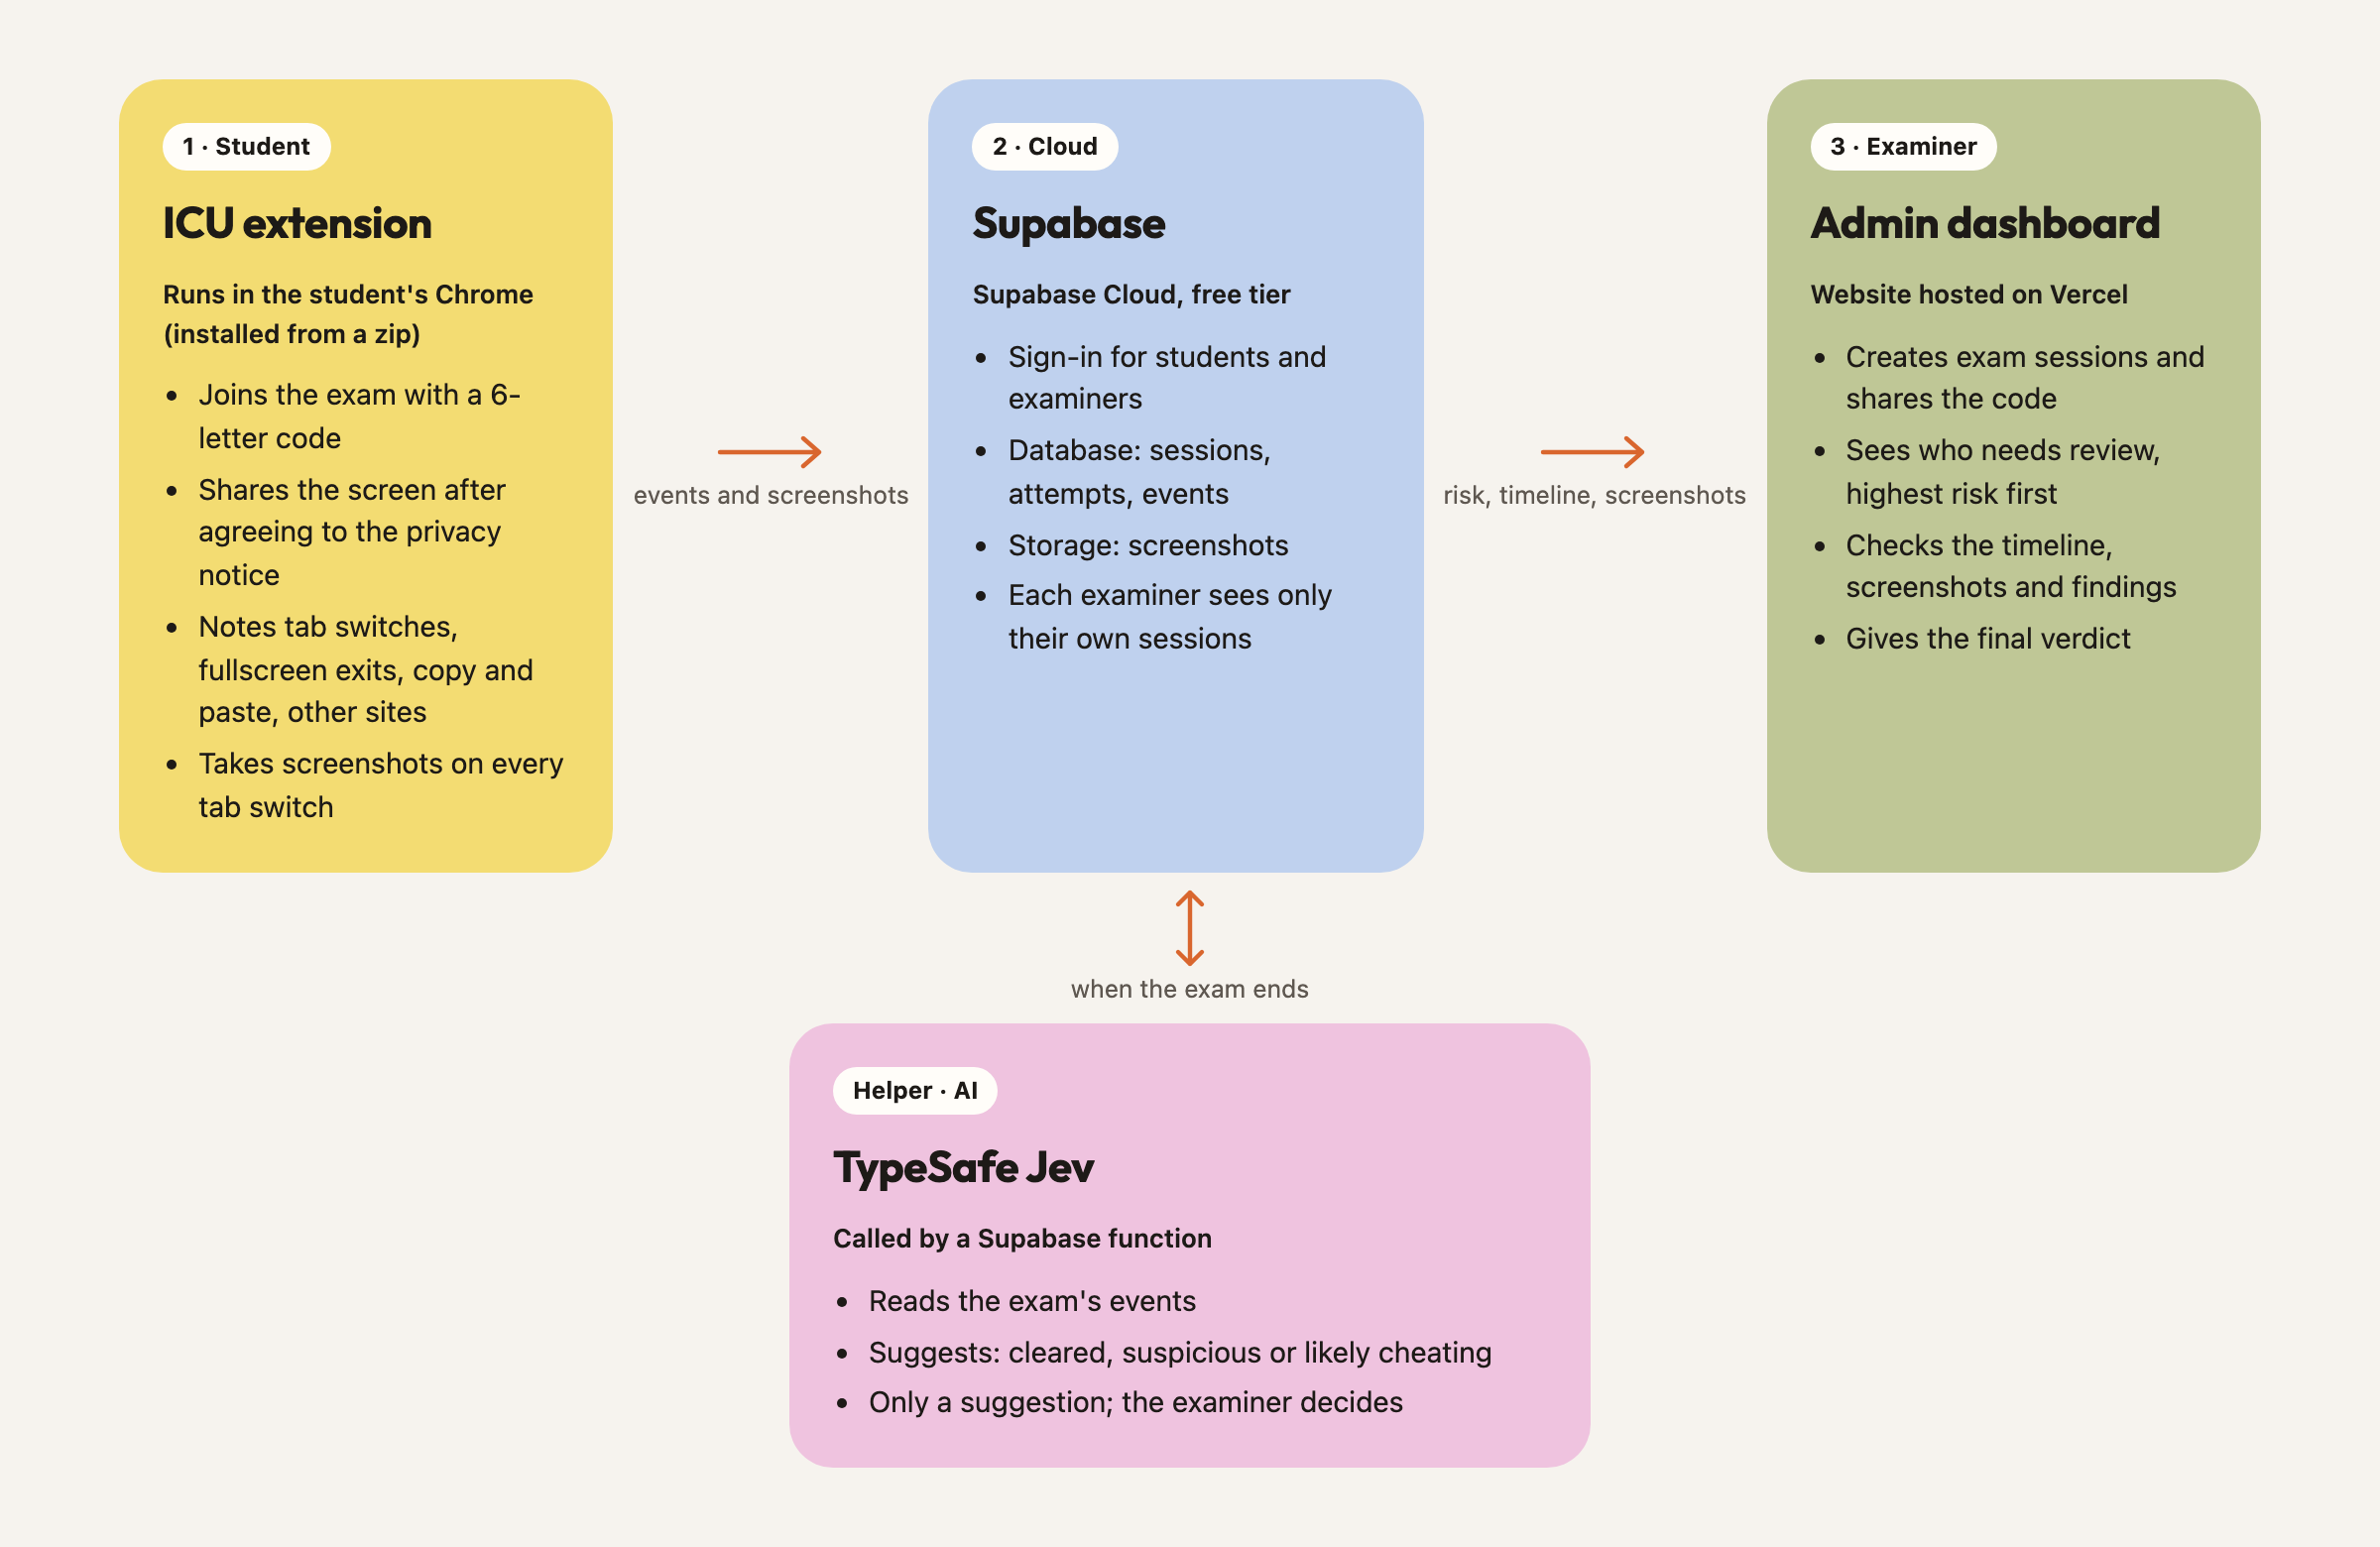 1 · Student
ICU extension
Runs in the student's Chrome
(installed from a zip)
• Joins the exam with a 6-
letter code
• Shares the screen after
agreeing to the privacy
notice
• Notes tab switches,
fullscreen exits, copy and
paste, other sites
• Takes screenshots on every
tab switch
events and screenshots
2 · Cloud
Supabase
Supabase Cloud, free tier
• Sign-in for students and
examiners
• Database: sessions,
attempts, events
• Storage: screenshots
• Each examiner sees only
their own sessions
risk, timeline, screenshots
3 · Examiner
Admin dashboard
Website hosted on Vercel
• Creates exam sessions and
shares the code
• Sees who needs review,
highest risk first
• Checks the timeline,
screenshots and findings
• Gives the final verdict
when the exam ends
Helper · AI
TypeSafe Jev
Called by a Supabase function
• Reads the exam's events
• Suggests: cleared, suspicious or likely cheating
• Only a suggestion; the examiner decides